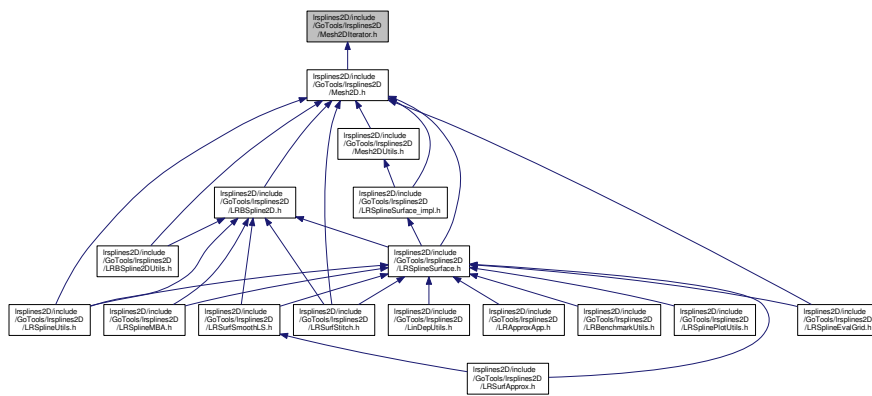 lrsplines2D/include
/GoTools/lrsplines2D
/Mesh2DIterator.h
lrsplines2D/include
/GoTools/lrsplines2D
/Mesh2D.h
lrsplines2D/include
/GoTools/lrsplines2D
/Mesh2DUtils.h
lrsplines2D/include
/GoTools/lrsplines2D
/LRBSpline2D.h
lrsplines2D/include
/GoTools/lrsplines2D
/LRSplineSurface_impl.h
lrsplines2D/include
/GoTools/lrsplines2D
/LRBSpline2DUtils.h
lrsplines2D/include
/GoTools/lrsplines2D
/LRSplineSurface.h
lrsplines2D/include
/GoTools/lrsplines2D
/LRSplineUtils.h
lrsplines2D/include
/GoTools/lrsplines2D
/LRSplineMBA.h
lrsplines2D/include
/GoTools/lrsplines2D
/LRSurfSmoothLS.h
lrsplines2D/include
/GoTools/lrsplines2D
/LRSurfStitch.h
lrsplines2D/include
/GoTools/lrsplines2D
/LinDepUtils.h
lrsplines2D/include
/GoTools/lrsplines2D
/LRApproxApp.h
lrsplines2D/include
/GoTools/lrsplines2D
/LRBenchmarkUtils.h
lrsplines2D/include
/GoTools/lrsplines2D
/LRSplinePlotUtils.h
lrsplines2D/include
/GoTools/lrsplines2D
/LRSplineEvalGrid.h
lrsplines2D/include
/GoTools/lrsplines2D
/LRSurfApprox.h